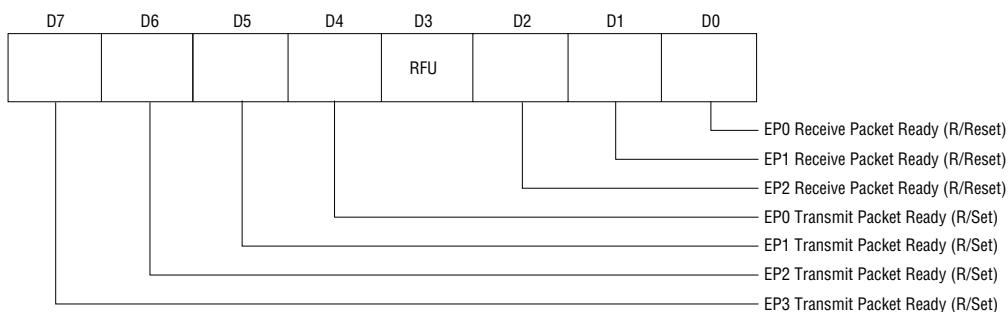 D7 D6 D5 D4 D3 D2 D1 D0
RFU
EP0 Receive Packet Ready (R/Reset)
EP1 Receive Packet Ready (R/Reset)
EP2 Receive Packet Ready (R/Reset)
EP0 Transmit Packet Ready (R/Set)
EP1 Transmit Packet Ready (R/Set)
EP2 Transmit Packet Ready (R/Set)
EP3 Transmit Packet Ready (R/Set)